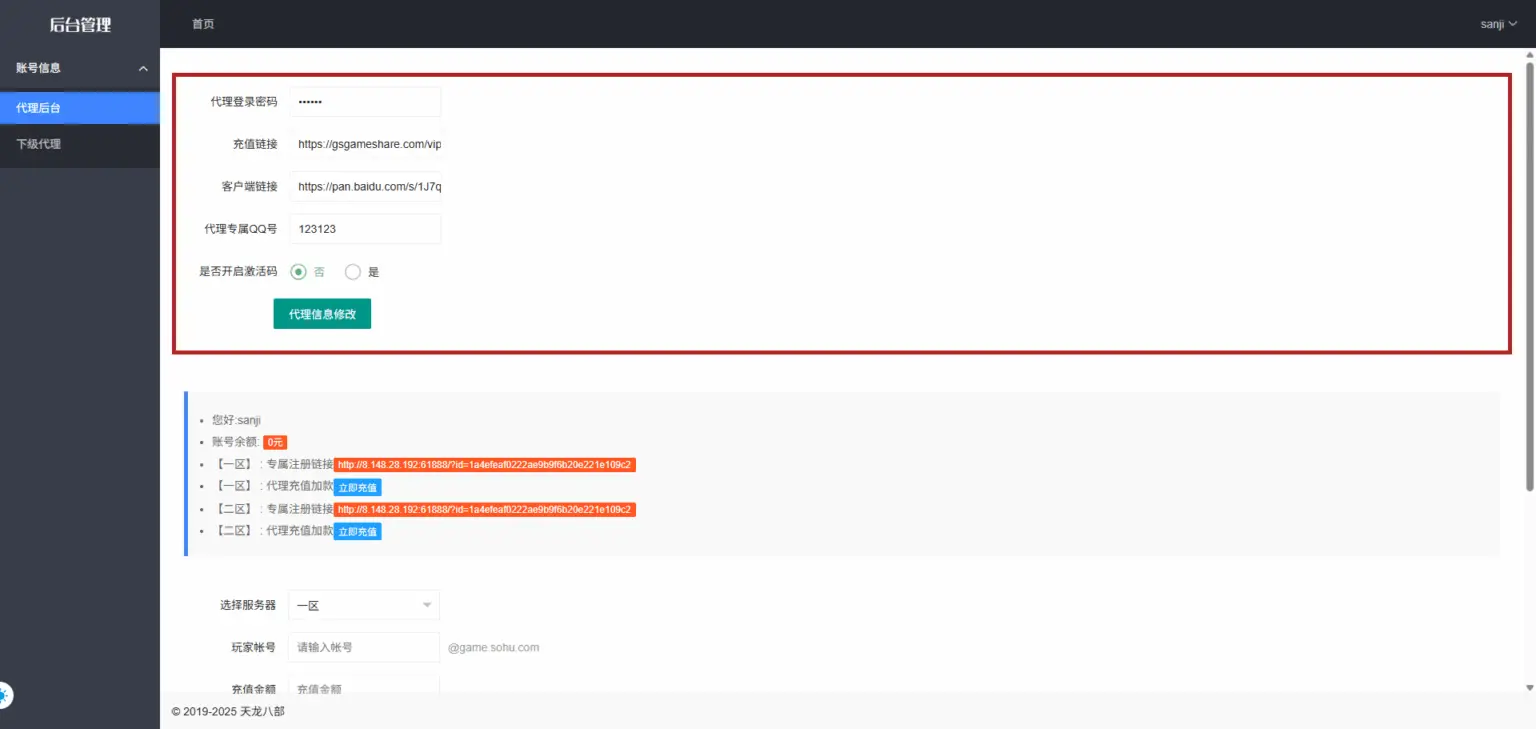 后台管理
首页
sanji
账号信息
代理后台
下级代理
代理登录密码 ••••••
充值链接 https://gsgameshare.com/vip
客户端链接 https://pan.baidu.com/s/1J7q
代理专属QQ号 123123
是否开启激活码 否 是
代理信息修改
• 您好:sanji
• 账号余额: 0元
• 【一区】 : 专属注册链接 http://8.148.28.192:61888/?id=1a4efeaf0222ae9b9f6b20e221e109c2
• 【一区】 : 代理充值加款 立即充值
• 【二区】 : 专属注册链接 http://8.148.28.192:61888/?id=1a4efeaf0222ae9b9f6b20e221e109c2
• 【二区】 : 代理充值加款 立即充值
选择服务器 一区
玩家帐号 请输入帐号 @game.sohu.com
充值金额 充值金额
© 2019-2025 天龙八部